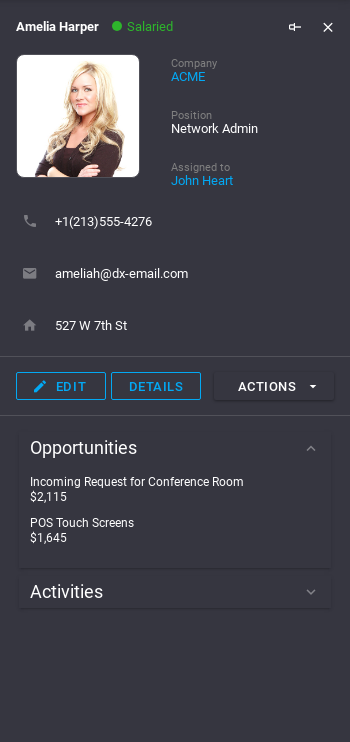 Amelia Harper Salaried
Company
ACME
Position
Network Admin
Assigned to
John Heart
+1(213)555-4276
ameliah@dx-email.com
527 W 7th St
EDIT DETAILS ACTIONS
Opportunities
Incoming Request for Conference Room
$2,115
POS Touch Screens
$1,645
Activities